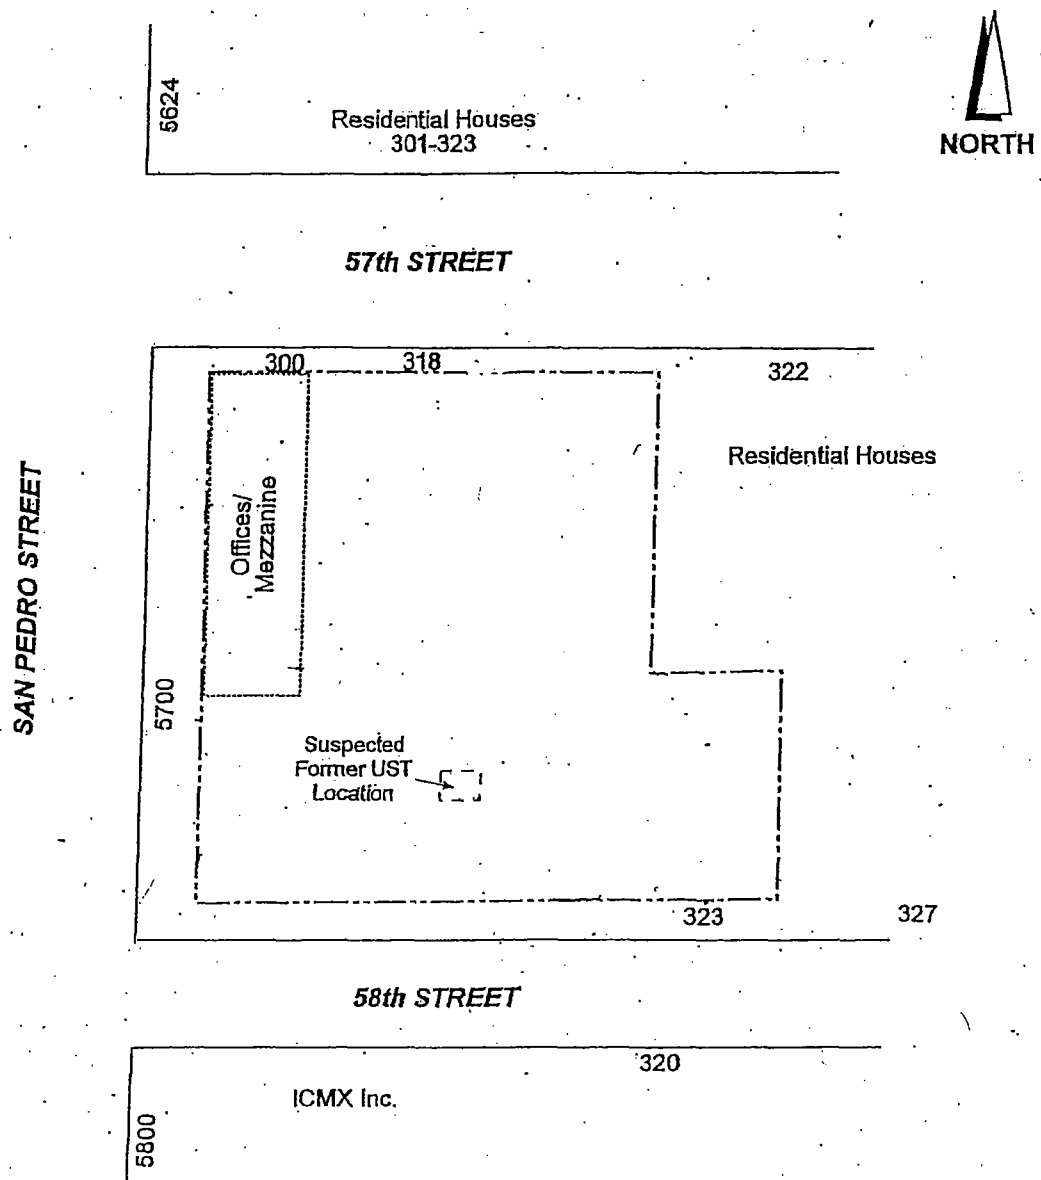 5624
Residential Houses
301-323
NORTH
57th STREET
300
318
322
Residential Houses
Offices/
Mezzanine
SAN PEDRO STREET
5700
Suspected
Former UST
Location
323
327
58th STREET
320
ICMX Inc.
5800